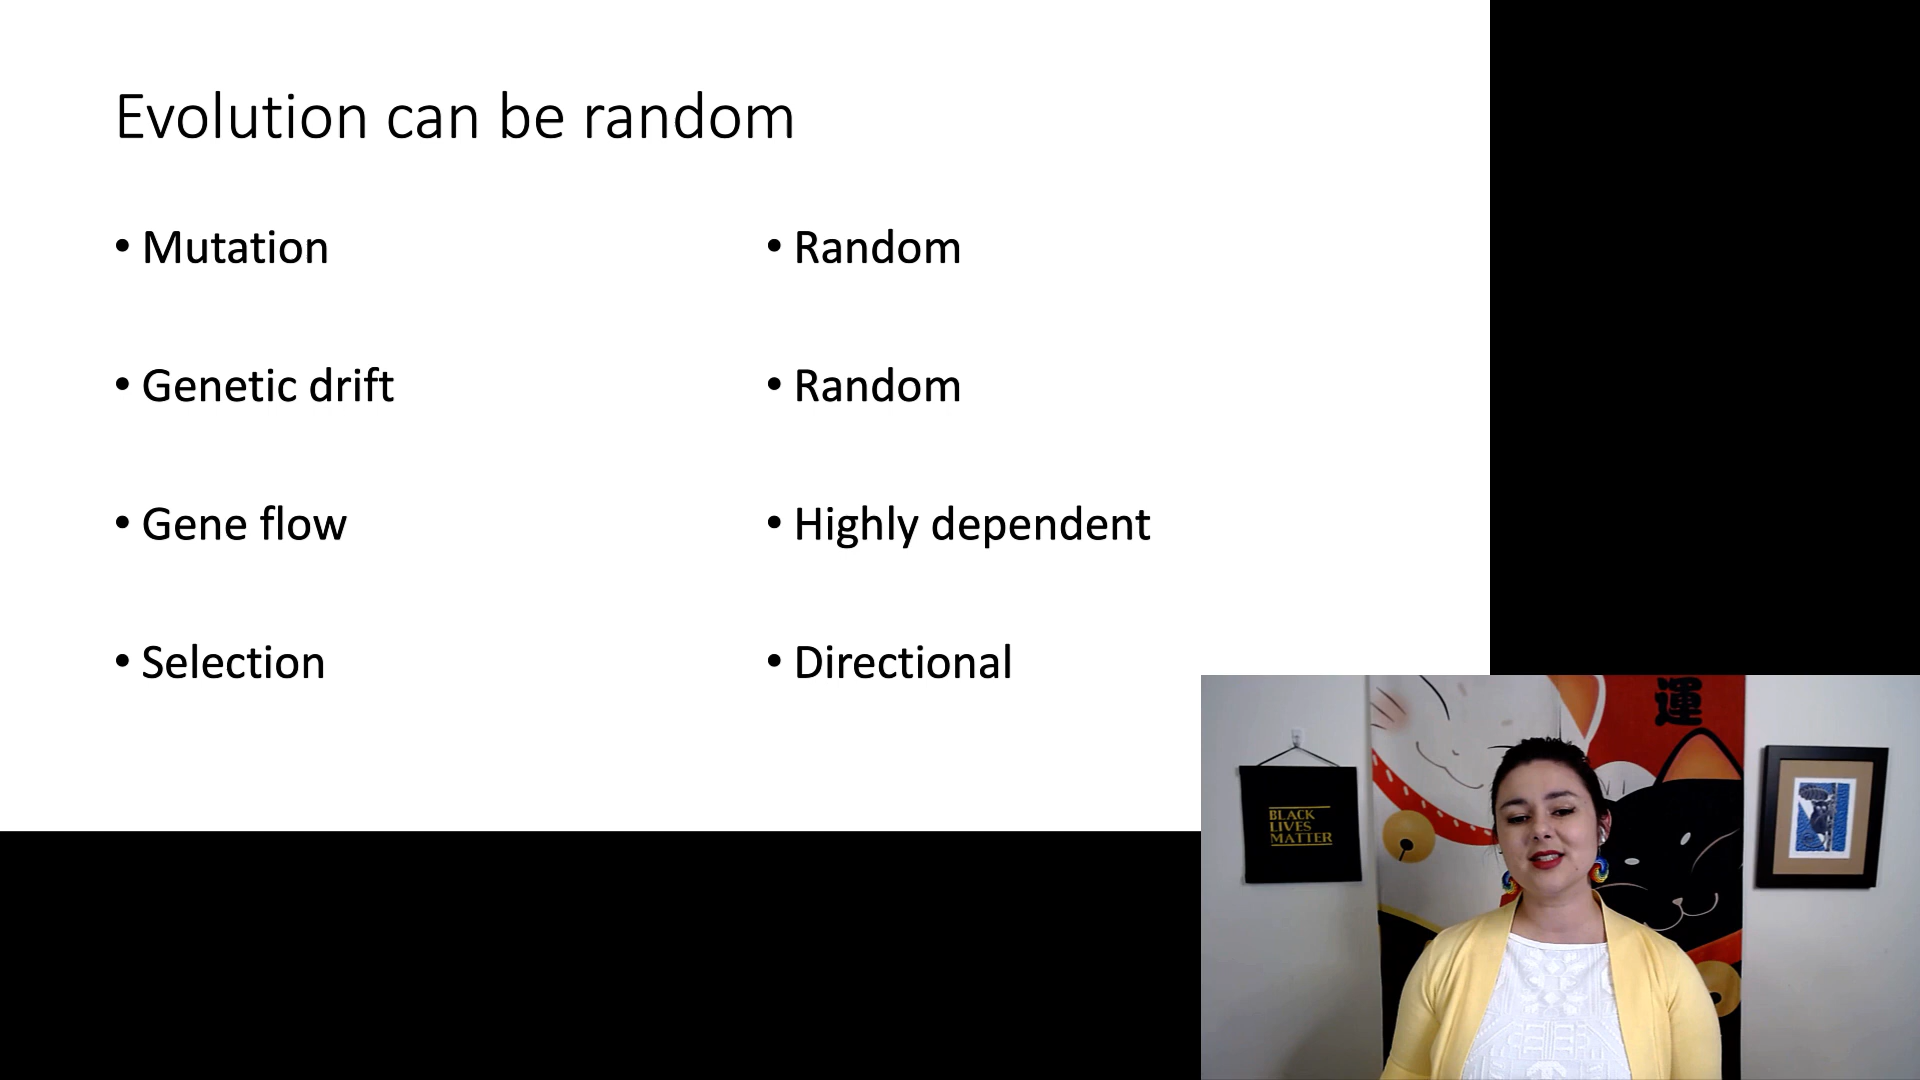 Evolution can be random
• Mutation
• Random
• Genetic drift
• Random
• Gene flow
• Highly dependent
• Selection
• Directional
運
BLACK
LIVES
MATTER